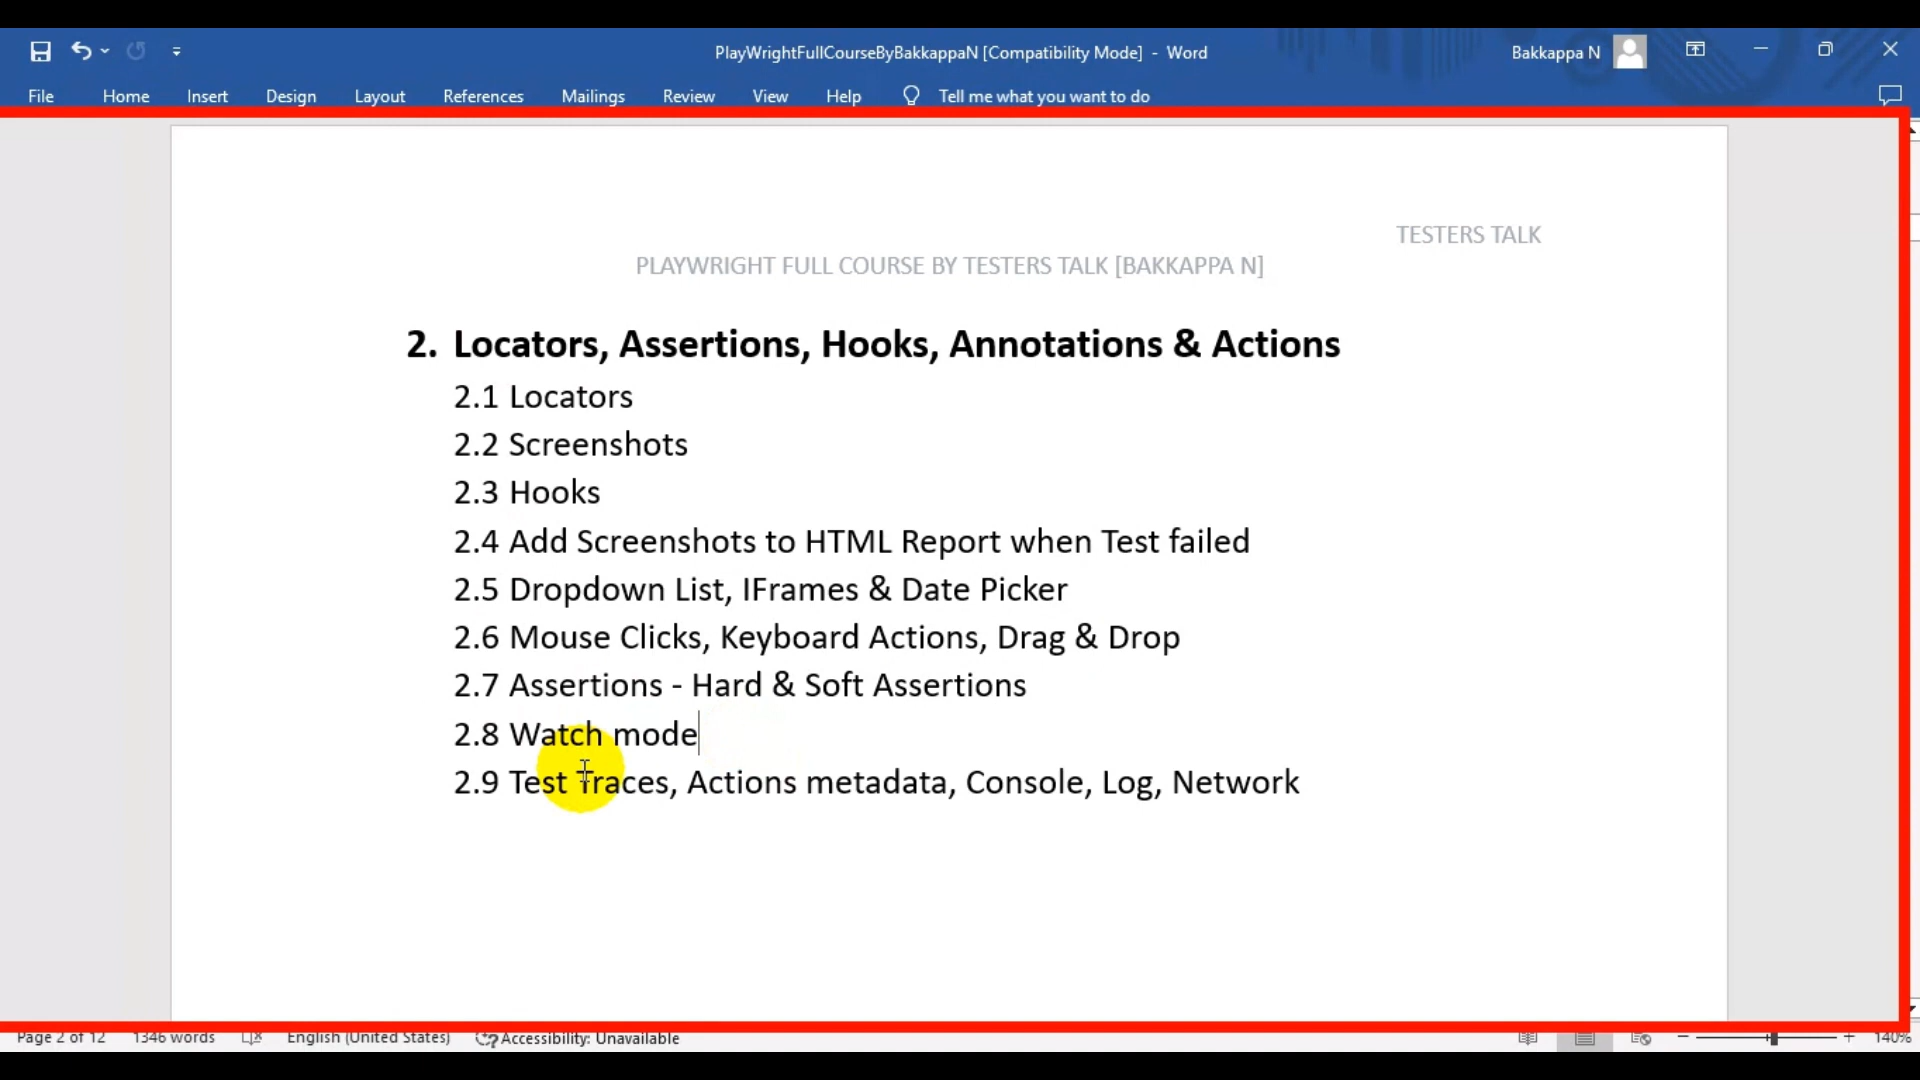 PlayWrightFullCourseByBakkappaN [Compatibility Mode] - Word
Bakkappa N
File Home Insert Design Layout References Mailings Review View Help Tell me what you want to do
TESTERS TALK
PLAYWRIGHT FULL COURSE BY TESTERS TALK [BAKKAPPA N]
2. Locators, Assertions, Hooks, Annotations & Actions
2.1 Locators
2.2 Screenshots
2.3 Hooks
2.4 Add Screenshots to HTML Report when Test failed
2.5 Dropdown List, IFrames & Date Picker
2.6 Mouse Clicks, Keyboard Actions, Drag & Drop
2.7 Assertions - Hard & Soft Assertions
2.8 Watch mode
2.9 Test Traces, Actions metadata, Console, Log, Network
Page 2 of 12 1346 words English (United States) Accessibility: Unavailable 140%